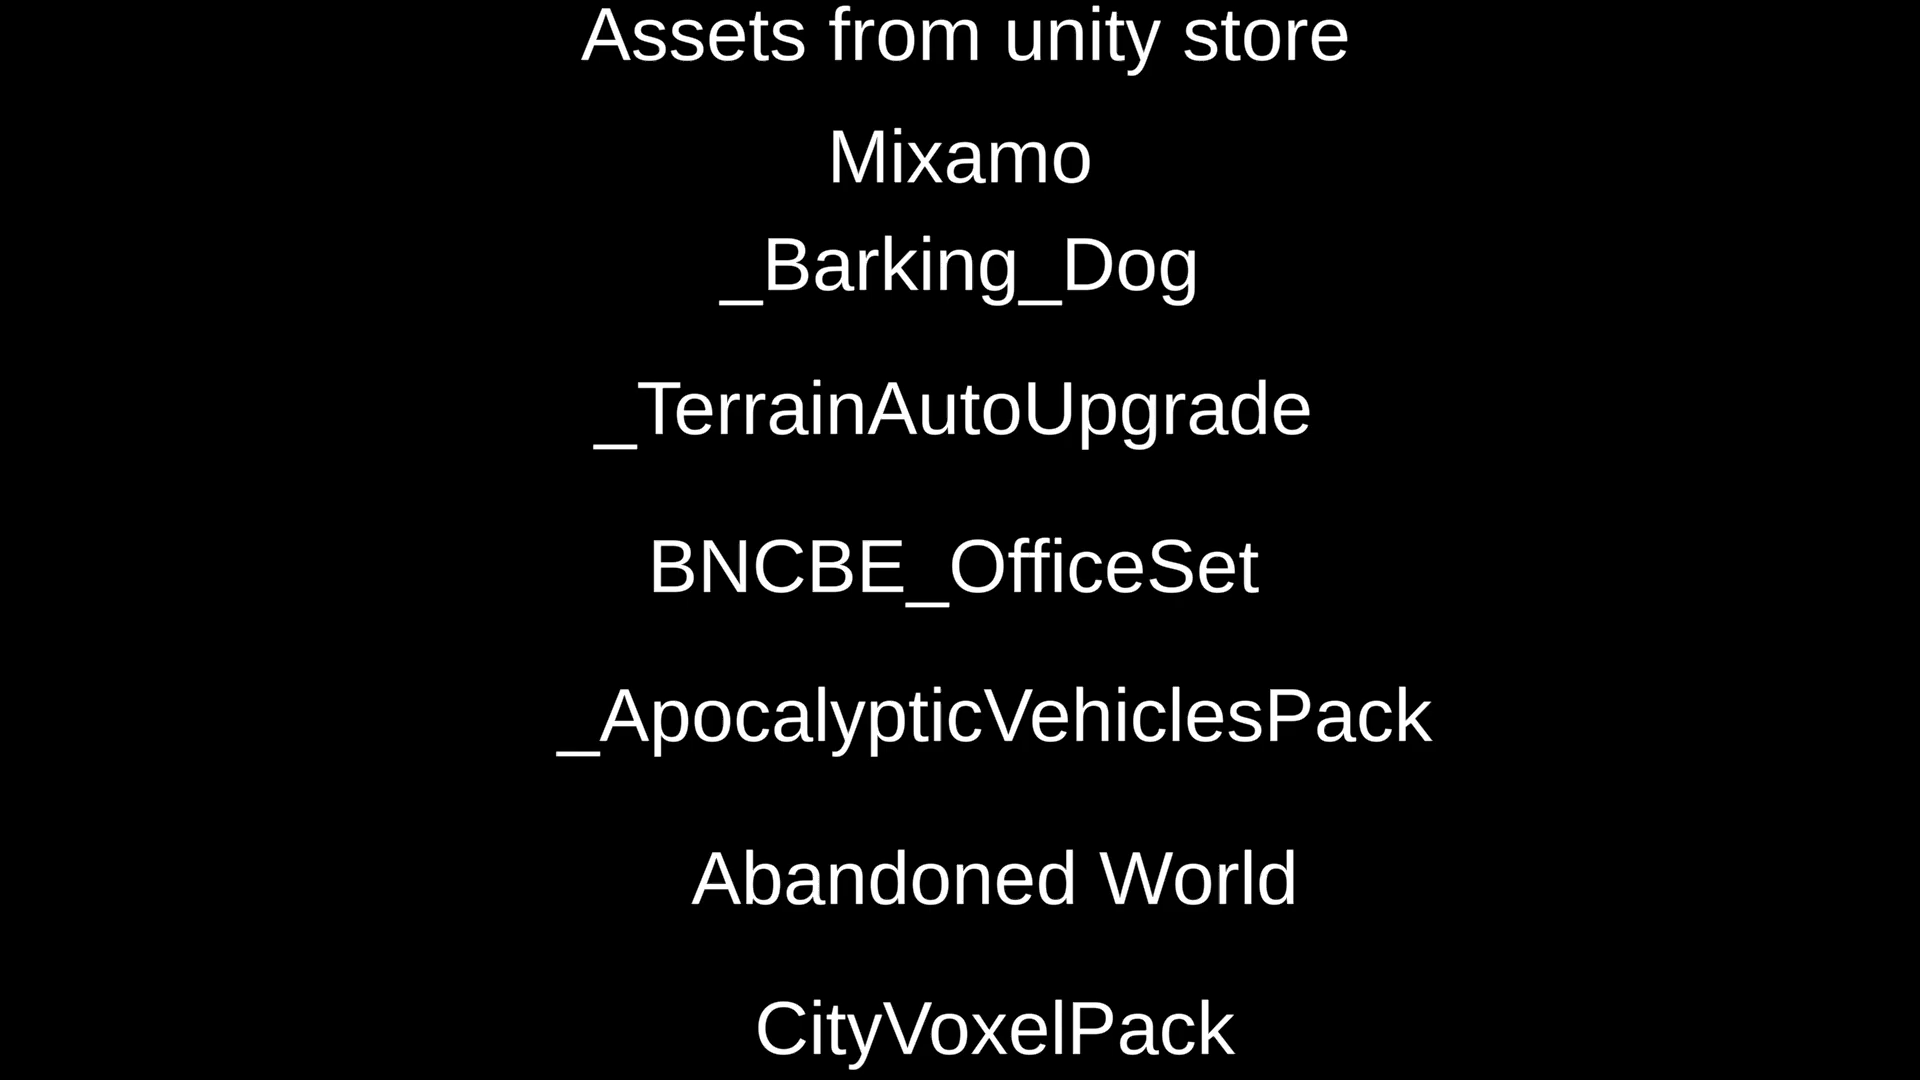 Assets from unity store
Mixamo
_Barking_Dog
_TerrainAutoUpgrade
BNCBE_OfficeSet
_ApocalypticVehiclesPack
Abandoned World
CityVoxelPack